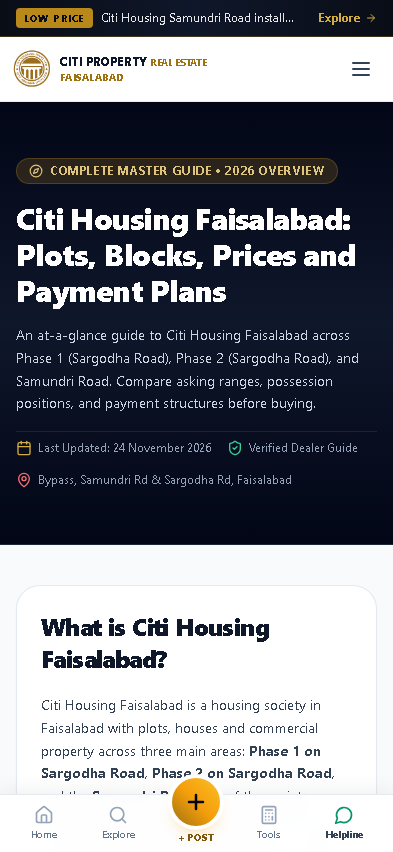 LOW PRICE Citi Housing Samundri Road install... Explore →
CITI PROPERTY REAL ESTATE
FAISALABAD
COMPLETE MASTER GUIDE • 2026 OVERVIEW
Citi Housing Faisalabad:
Plots, Blocks, Prices and
Payment Plans
An at-a-glance guide to Citi Housing Faisalabad across
Phase 1 (Sargodha Road), Phase 2 (Sargodha Road), and
Samundri Road. Compare asking ranges, possession
positions, and payment structures before buying.
Last Updated: 24 November 2026 Verified Dealer Guide
Bypass, Samundri Rd & Sargodha Rd, Faisalabad
What is Citi Housing
Faisalabad?
Citi Housing Faisalabad is a housing society in
Faisalabad with plots, houses and commercial
property across three main areas: Phase 1 on
Sargodha Road, Phase 2 on Sargodha Road,
Home Explore + POST Tools Helpline